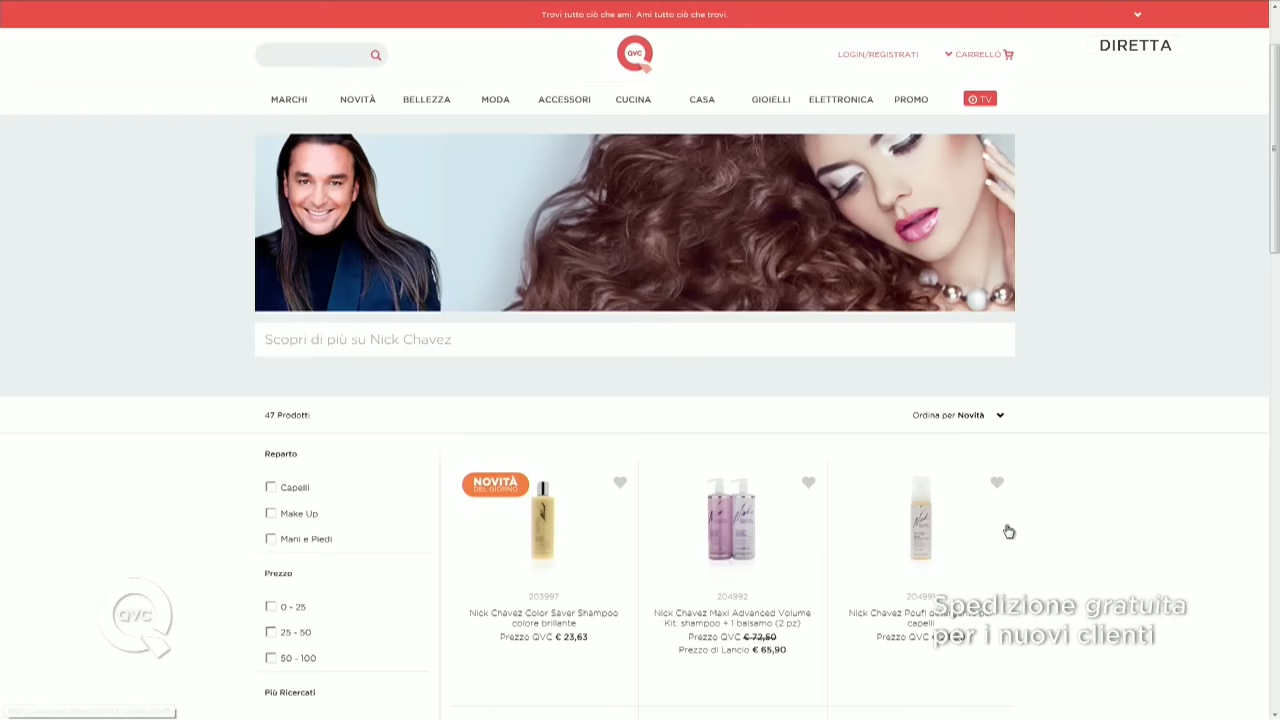 Trovi tutto ciò che ami. Ami tutto ciò che trovi.
QVC
LOGIN/REGISTRATI
CARRELLO
DIRETTA
MARCHI NOVITÀ BELLEZZA MODA ACCESSORI CUCINA CASA GIOIELLI ELETTRONICA PROMO TV
Scopri di più su Nick Chavez
47 Prodotti
Ordina per Novità
Reparto
Capelli
Make Up
Mani e Piedi
Prezzo
0 - 25
25 - 50
50 - 100
Più Ricercati
NOVITÀ
DEL GIORNO
203997
Nick Chavez Color Saver Shampoo
colore brillante
Prezzo QVC € 23,63
204992
Nick Chavez Maxi Advanced Volume
Kit: shampoo + 1 balsamo (2 pz)
Prezzo QVC € 72,50
Prezzo di Lancio € 65,90
Nick Chavez Pouf!
capelli
Prezzo QVC
Spedizione gratuita
per i nuovi clienti
QVC